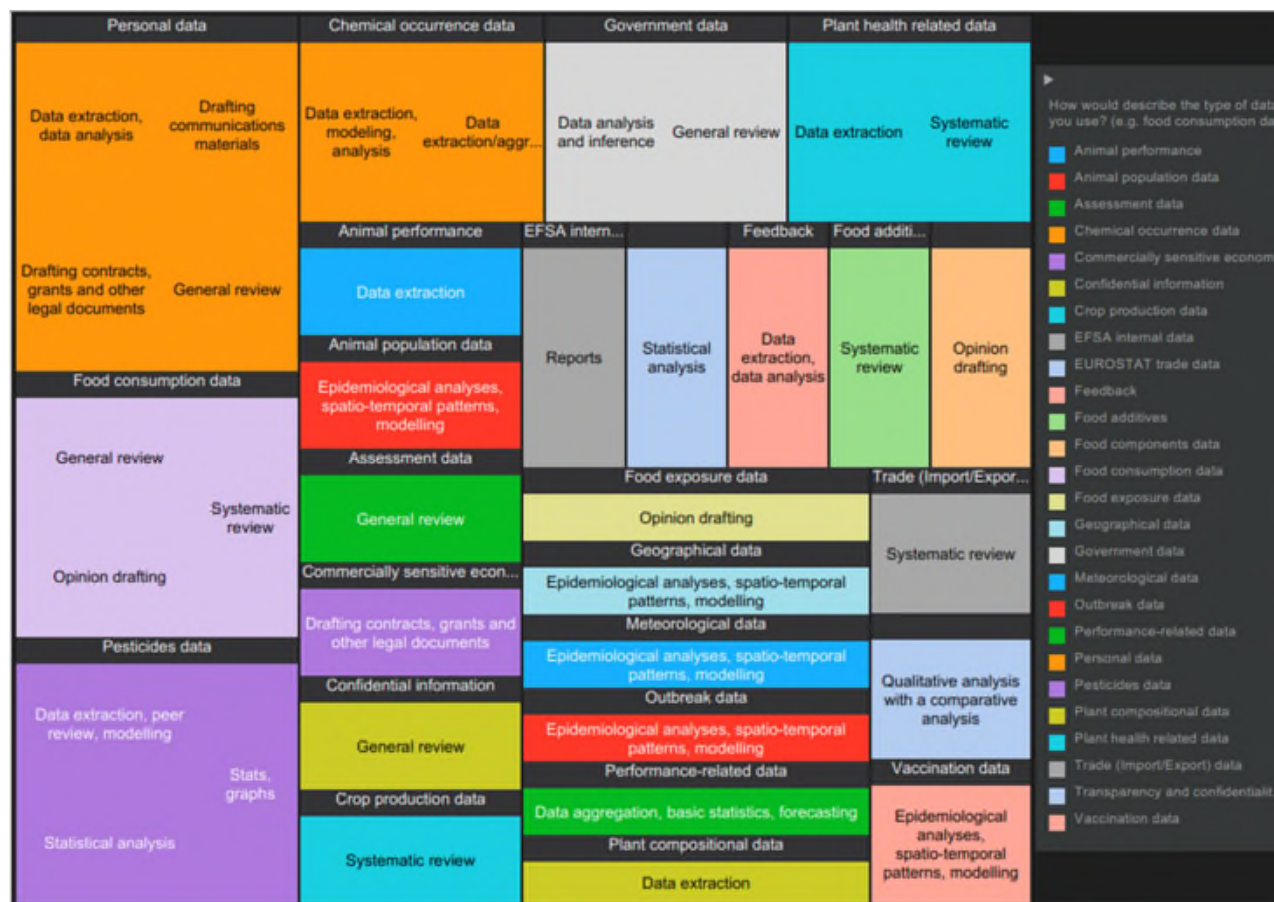 Personal data
Chemical occurrence data
Government data
Plant health related data
Data extraction,
data analysis
Drafting
communications
materials
Drafting contracts,
grants and other
legal documents
General review
Data extraction,
modeling,
analysis
Data
extraction/aggr...
Data analysis
and inference
General review
Data extraction
Systematic
review
Animal performance
Data extraction
Animal population data
Epidemiological analyses,
spatio-temporal patterns,
modelling
Assessment data
General review
Commercially sensitive econ...
Drafting contracts, grants and
other legal documents
Confidential information
General review
Crop production data
Systematic review
EFSA intern...
Reports
Statistical
analysis
Feedback
Data
extraction,
data analysis
Food additi...
Systematic
review
Opinion
drafting
Food consumption data
General review
Systematic
review
Opinion drafting
Pesticides data
Data extraction, peer
review, modelling
Stats,
graphs
Statistical analysis
Food exposure data
Opinion drafting
Geographical data
Epidemiological analyses, spatio-temporal
patterns, modelling
Meteorological data
Epidemiological analyses, spatio-temporal
patterns, modelling
Outbreak data
Epidemiological analyses, spatio-temporal
patterns, modelling
Performance-related data
Data aggregation, basic statistics, forecasting
Plant compositional data
Data extraction
Trade (Import/Expor...
Systematic review
Qualitative analysis
with a comparative
analysis
Vaccination data
Epidemiological
analyses,
spatio-temporal
patterns, modelling
How would describe the type of data
you use? (e.g. food consumption da
Animal performance
Animal population data
Assessment data
Chemical occurrence data
Commercially sensitive econom
Confidential information
Crop production data
EFSA internal data
EUROSTAT trade data
Feedback
Food additives
Food components data
Food consumption data
Food exposure data
Geographical data
Government data
Meteorological data
Outbreak data
Performance-related data
Personal data
Pesticides data
Plant compositional data
Plant health related data
Trade (Import/Export) data
Transparency and confidentialit
Vaccination data